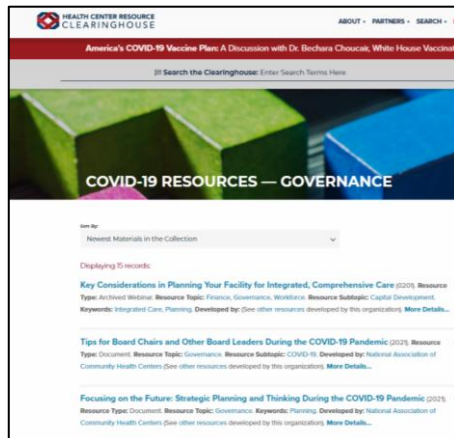 HEALTH CENTER RESOURCE
CLEARINGHOUSE
ABOUT PARTNERS SEARCH
America's COVID-19 Vaccine Plan: A Discussion with Dr. Bechara Choucair, White House Vaccinat
Search the Clearinghouse: Enter Search Terms Here
COVID-19 RESOURCES — GOVERNANCE
Sort By:
Newest Materials in the Collection
Displaying 15 records:
Key Considerations in Planning Your Facility for Integrated, Comprehensive Care (0201). Resource
Type: Archived Webinar. Resource Topic: Finance, Governance, Workforce. Resource Subtopic: Capital Development.
Keywords: Integrated Care, Planning. Developed by: (See other resources developed by this organization). More Details...
Tips for Board Chairs and Other Board Leaders During the COVID-19 Pandemic (2021). Resource
Type: Document. Resource Topic: Governance. Resource Subtopic: COVID-19. Developed by: National Association of
Community Health Centers (See other resources developed by this organization). More Details...
Focusing on the Future: Strategic Planning and Thinking During the COVID-19 Pandemic (2021).
Resource Type: Document. Resource Topic: Governance. Keywords: Planning. Developed by: National Association of
Community Health Centers (See other resources developed by this organization). More Details...